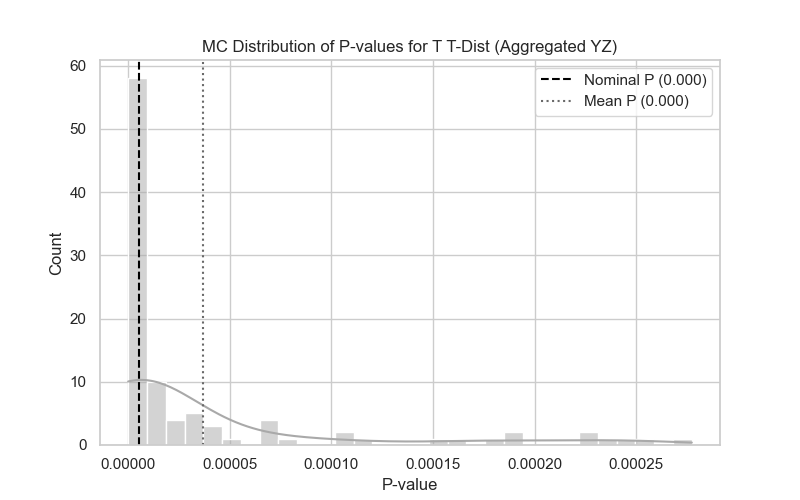 MC Distribution of P-values for T T-Dist (Aggregated YZ)
Nominal P (0.000)
Mean P (0.000)
60
50
40
30
20
10
0
Count
0.00000
0.00005
0.00010
0.00015
0.00020
0.00025
P-value